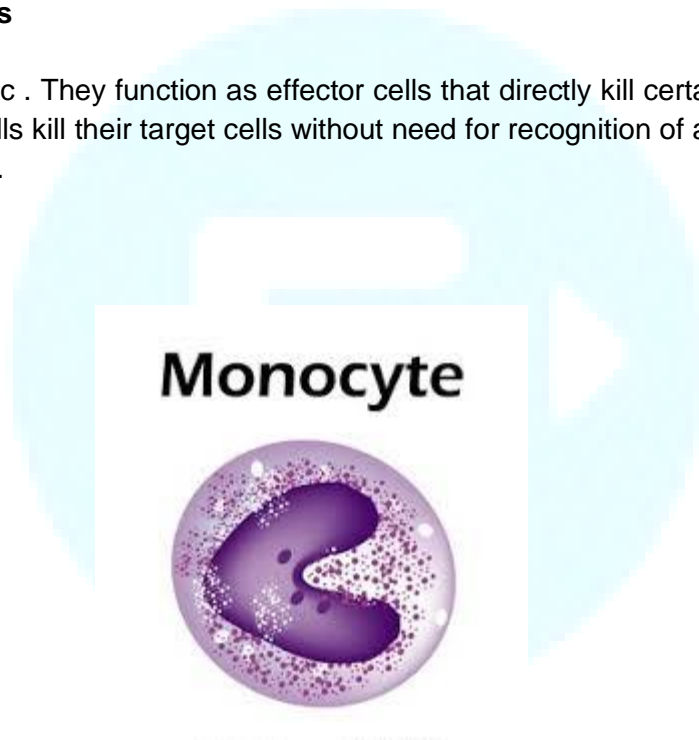 s
c . They function as effector cells that directly kill certa
lls kill their target cells without need for recognition of a
.
Monocyte